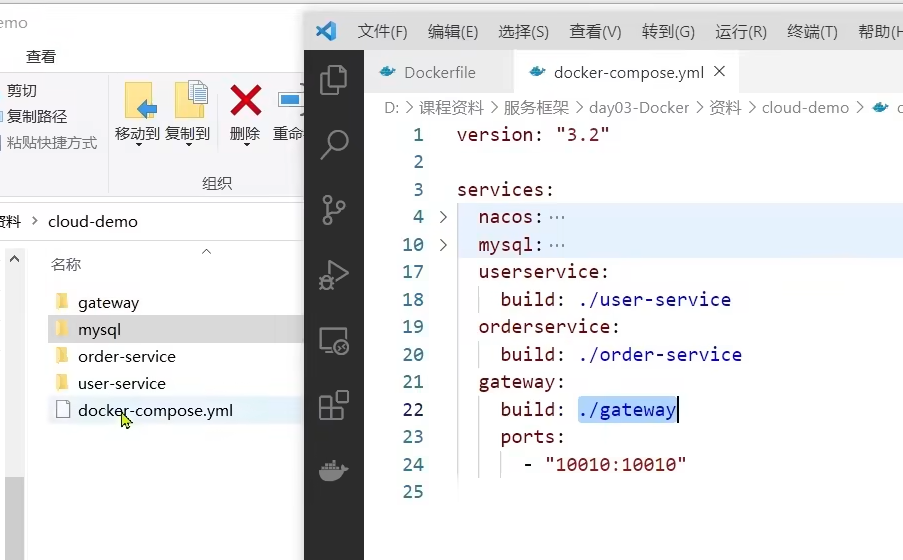 emo
查看
剪切
复制路径
粘贴快捷方式
移动到 复制到 删除 重命
组织
资料 > cloud-demo
名称
gateway
mysql
order-service
user-service
docker-compose.yml
文件(F) 编辑(E) 选择(S) 查看(V) 转到(G) 运行(R) 终端(T) 帮助(H
Dockerfile docker-compose.yml ×
D: > 课程资料 > 服务框架 > day03-Docker > 资料 > cloud-demo >
1 version: "3.2"
2
3 services:
4 > nacos: ···
10 > mysql: ···
17 userservice:
18 build: ./user-service
19 orderservice:
20 build: ./order-service
21 gateway:
22 build: ./gateway
23 ports:
24 - "10010:10010"
25